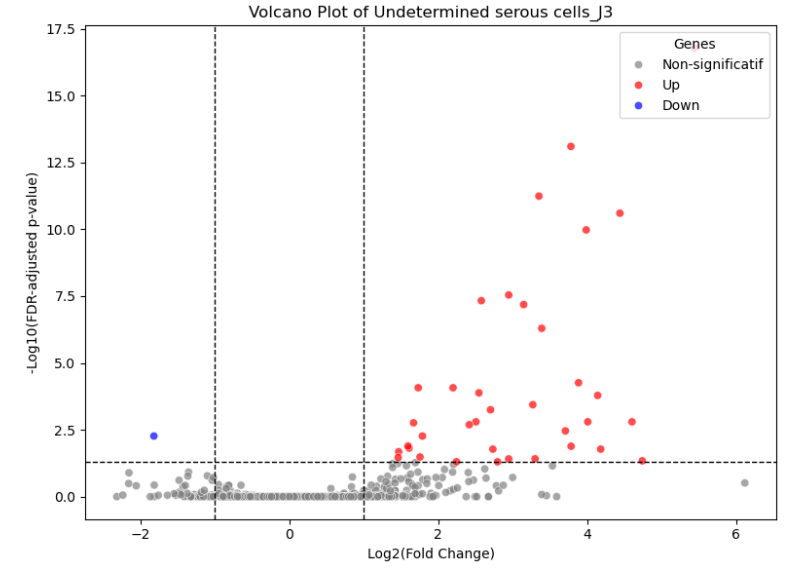 Volcano Plot of Undetermined serous cells_J3
17.5
15.0
12.5
10.0
7.5
5.0
2.5
0.0
-Log10(FDR-adjusted p-value)
Genes
Non-significatif
Up
Down
−2
0
2
4
6
Log2(Fold Change)